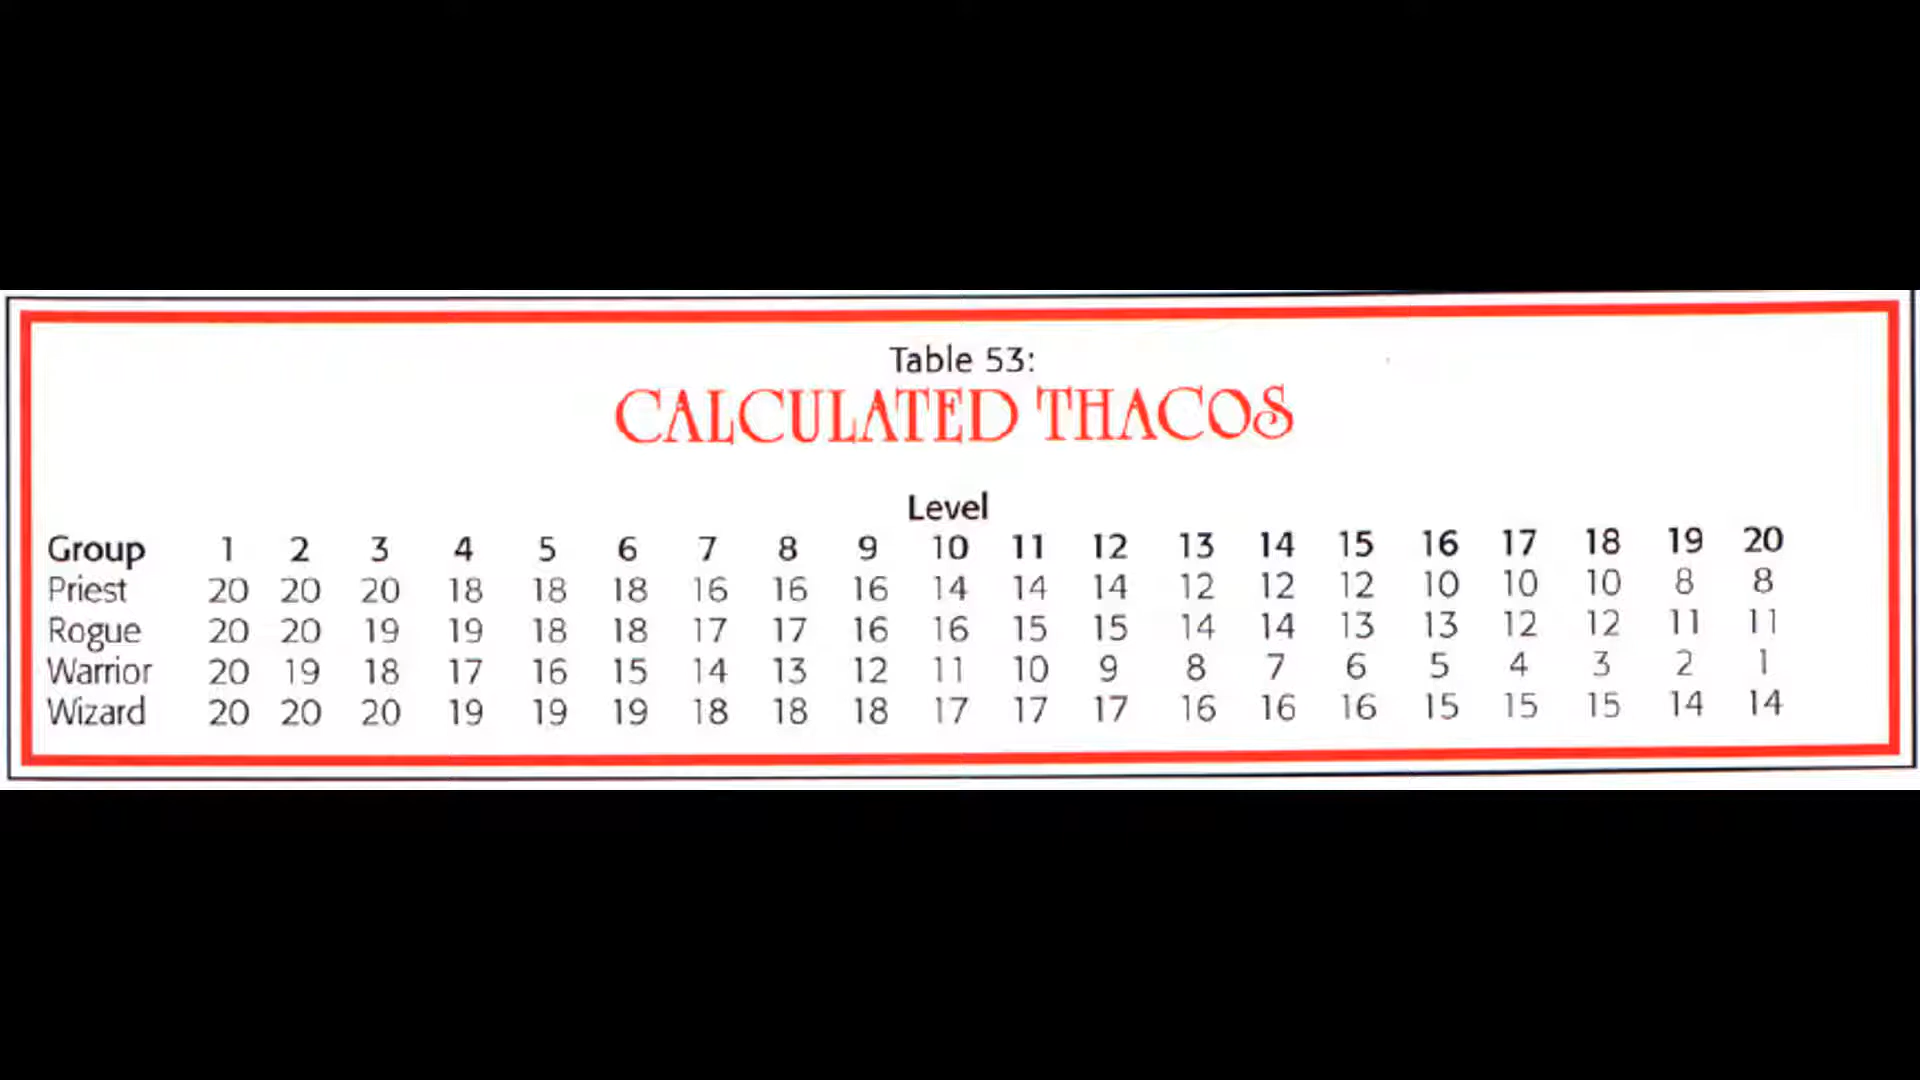 Table 53:
CALCULATED THACOS
Level
Group 1 2 3 4 5 6 7 8 9 10 11 12 13 14 15 16 17 18 19 20
Priest 20 20 20 18 18 18 16 16 16 14 14 14 12 12 12 10 10 10 8 8
Rogue 20 20 19 19 18 18 17 17 16 16 15 15 14 14 13 13 12 12 11 11
Warrior 20 19 18 17 16 15 14 13 12 11 10 9 8 7 6 5 4 3 2 1
Wizard 20 20 20 19 19 19 18 18 18 17 17 17 16 16 16 15 15 15 14 14